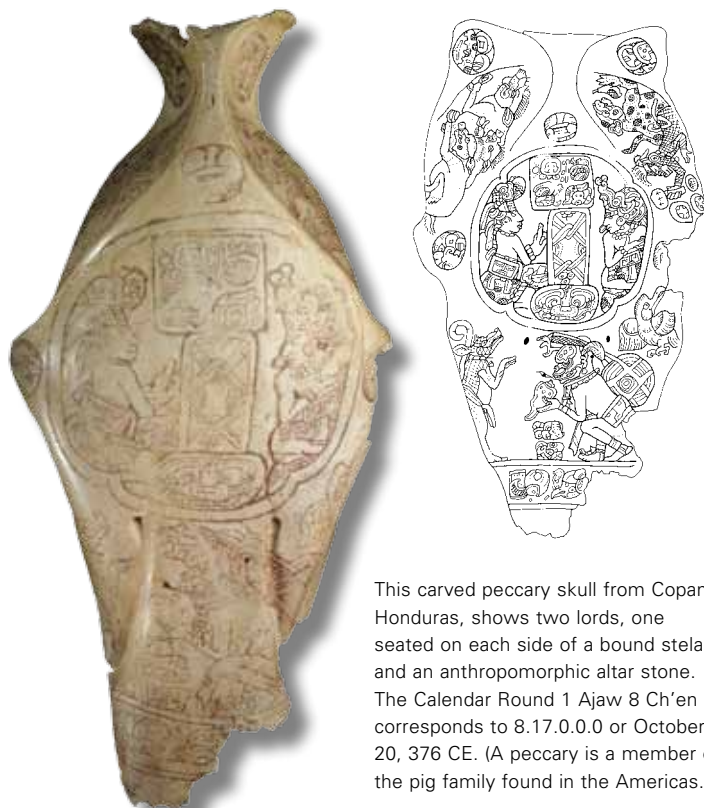 This carved peccary skull from Copan
Honduras, shows two lords, one
seated on each side of a bound stela
and an anthropomorphic altar stone.
The Calendar Round 1 Ajaw 8 Ch'en
corresponds to 8.17.0.0.0 or October
20, 376 CE. (A peccary is a member
the pig family found in the Americas.